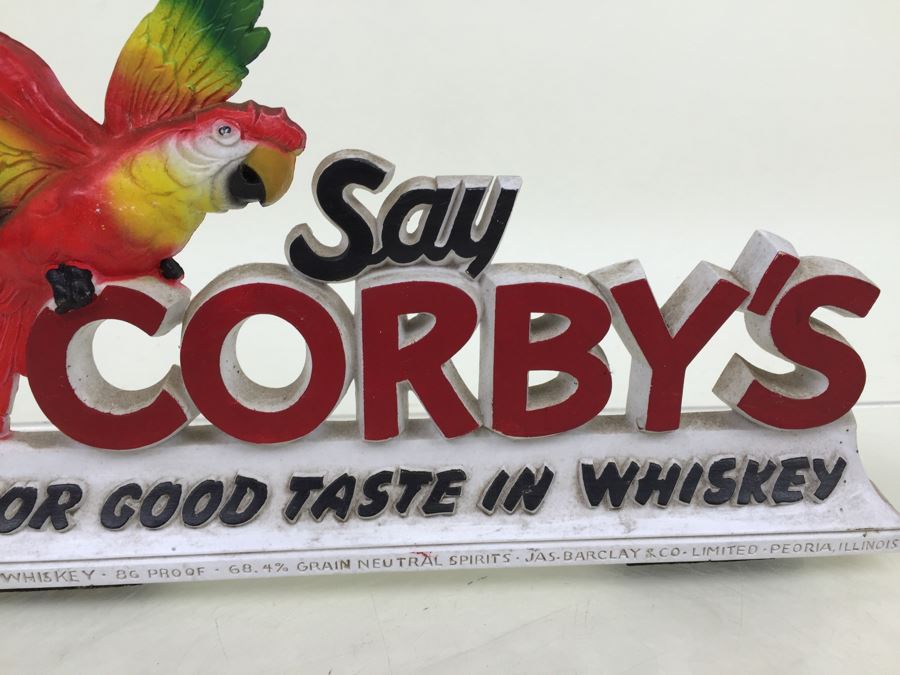 Say
CORBY'S
OR GOOD TASTE IN WHISKEY
WHISKEY · 86 PROOF · 68.4% GRAIN NEUTRAL SPIRITS · JAS·BARCLAY & CO· LIMITED · PEORIA, ILLINOIS